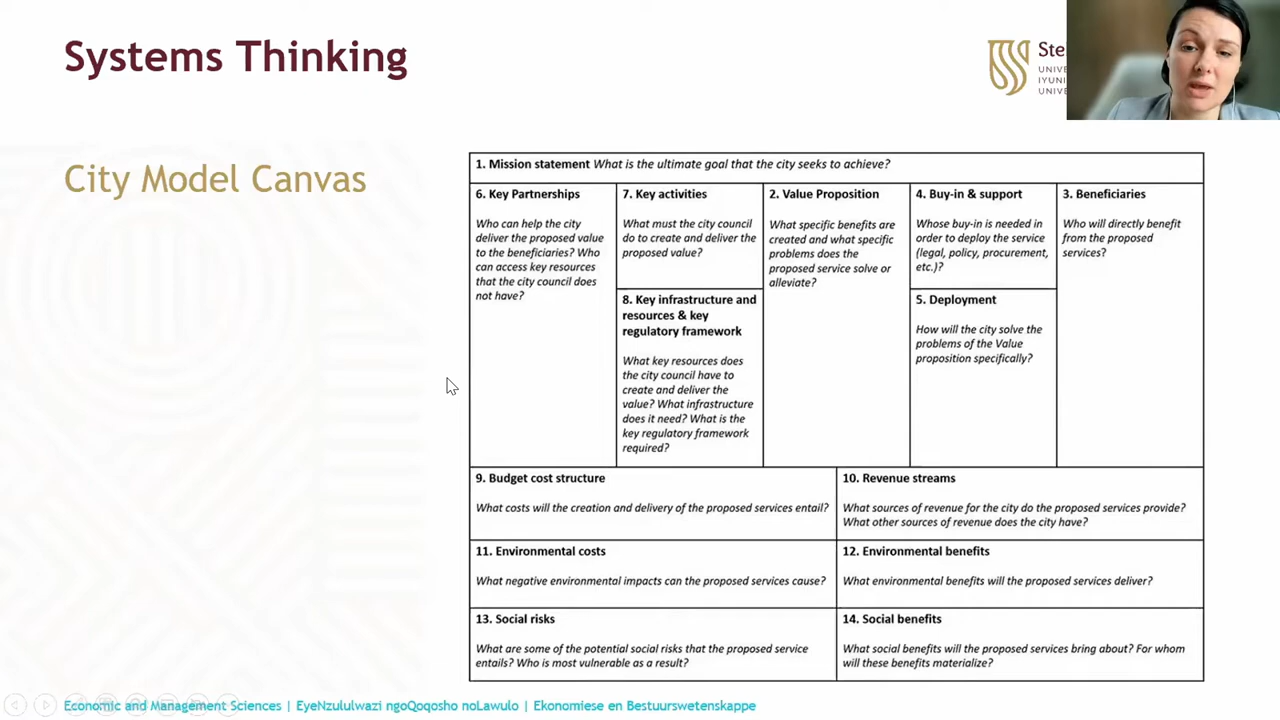 Systems Thinking
Ste
UNIVE
IYUNI
UNIVE
City Model Canvas
1. Mission statement What is the ultimate goal that the city seeks to achieve?
6. Key Partnerships
Who can help the city
deliver the proposed value
to the beneficiaries? Who
can access key resources
that the city council does
not have?
7. Key activities
What must the city council
do to create and deliver the
proposed value?
8. Key infrastructure and
resources & key
regulatory framework
What key resources does
the city council have to
create and deliver the
value? What infrastructure
does it need? What is the
key regulatory framework
required?
2. Value Proposition
What specific benefits are
created and what specific
problems does the
proposed service solve or
alleviate?
4. Buy-in & support
Whose buy-in is needed in
order to deploy the service
(legal, policy, procurement,
etc.)?
5. Deployment
How will the city solve the
problems of the Value
proposition specifically?
3. Beneficiaries
Who will directly benefit
from the proposed
services?
9. Budget cost structure
What costs will the creation and delivery of the proposed services entail?
10. Revenue streams
What sources of revenue for the city do the proposed services provide?
What other sources of revenue does the city have?
11. Environmental costs
What negative environmental impacts can the proposed services cause?
12. Environmental benefits
What environmental benefits will the proposed services deliver?
13. Social risks
What are some of the potential social risks that the proposed service
entails? Who is most vulnerable as a result?
14. Social benefits
What social benefits will the proposed services bring about? For whom
will these benefits materialize?
Economic and Management Sciences | EyeNzululwazi ngoQoqosho noLawulo | Ekonomiese en Bestuurswetenskappe